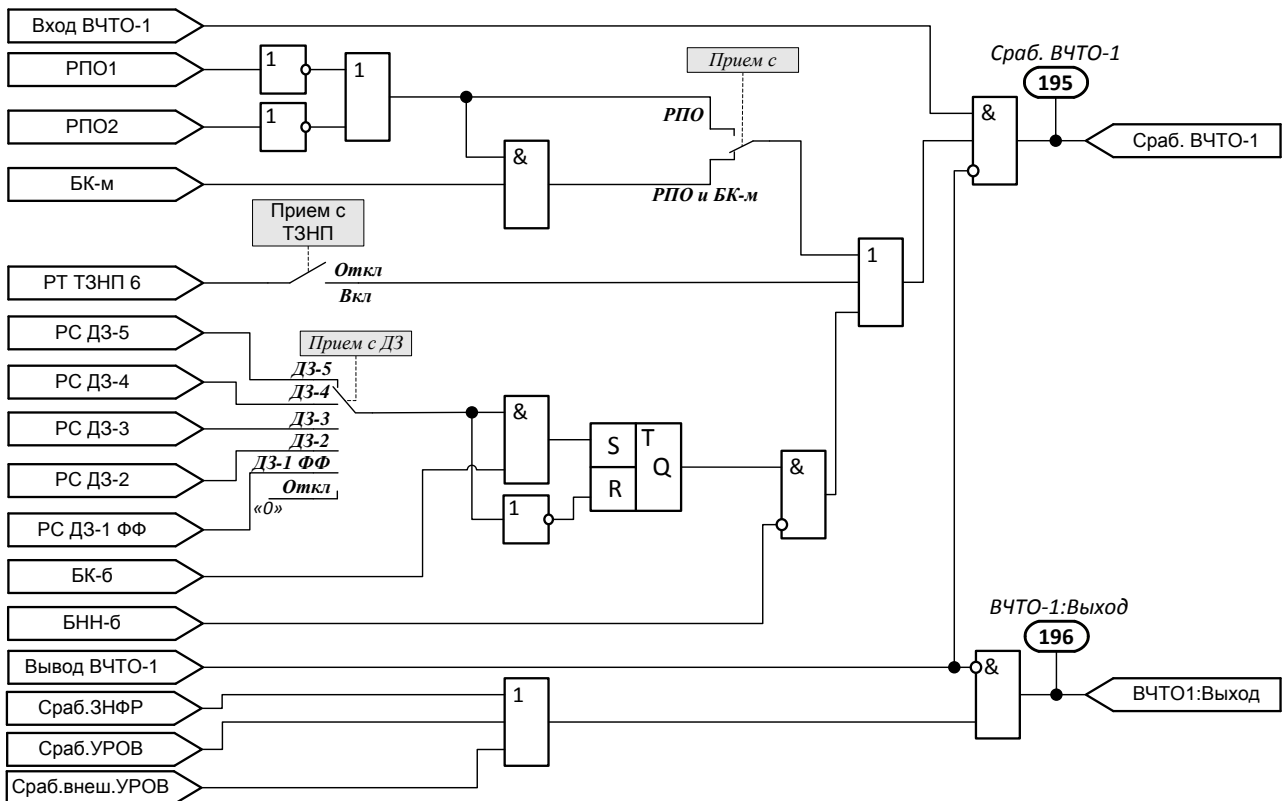 Вход ВЧТО-1
РПО1
РПО2
БК-м
1
1
1
&
Прием с
РПО
РПО и БК-м
Сраб. ВЧТО-1
195
&
Сраб. ВЧТО-1
Прием с
ТЗНП
РТ ТЗНП 6
Откл
Вкл
1
РС ДЗ-5
РС ДЗ-4
РС ДЗ-3
РС ДЗ-2
РС ДЗ-1 ФФ
Прием с ДЗ
ДЗ-5
ДЗ-4
ДЗ-3
ДЗ-2
ДЗ-1 ФФ
Откл
«0»
&
1
S
T
Q
R
&
БК-б
БНН-б
Вывод ВЧТО-1
Сраб.ЗНФР
Сраб.УРОВ
Сраб.внеш.УРОВ
1
ВЧТО-1:Выход
196
&
ВЧТО1:Выход